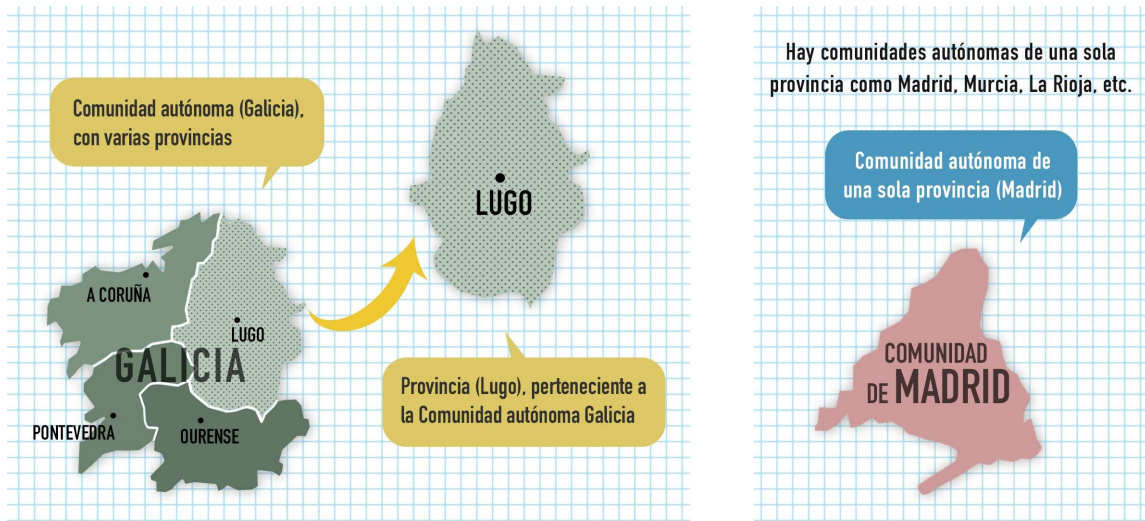 Comunidad autónoma (Galicia),
con varias provincias
LUGO
A CORUÑA
LUGO
GALICIA
PONTEVEDRA
OURENSE
Provincia (Lugo), perteneciente a
la Comunidad autónoma Galicia
Hay comunidades autónomas de una sola
provincia como Madrid, Murcia, La Rioja, etc.
Comunidad autónoma de
una sola provincia (Madrid)
COMUNIDAD
DE MADRID